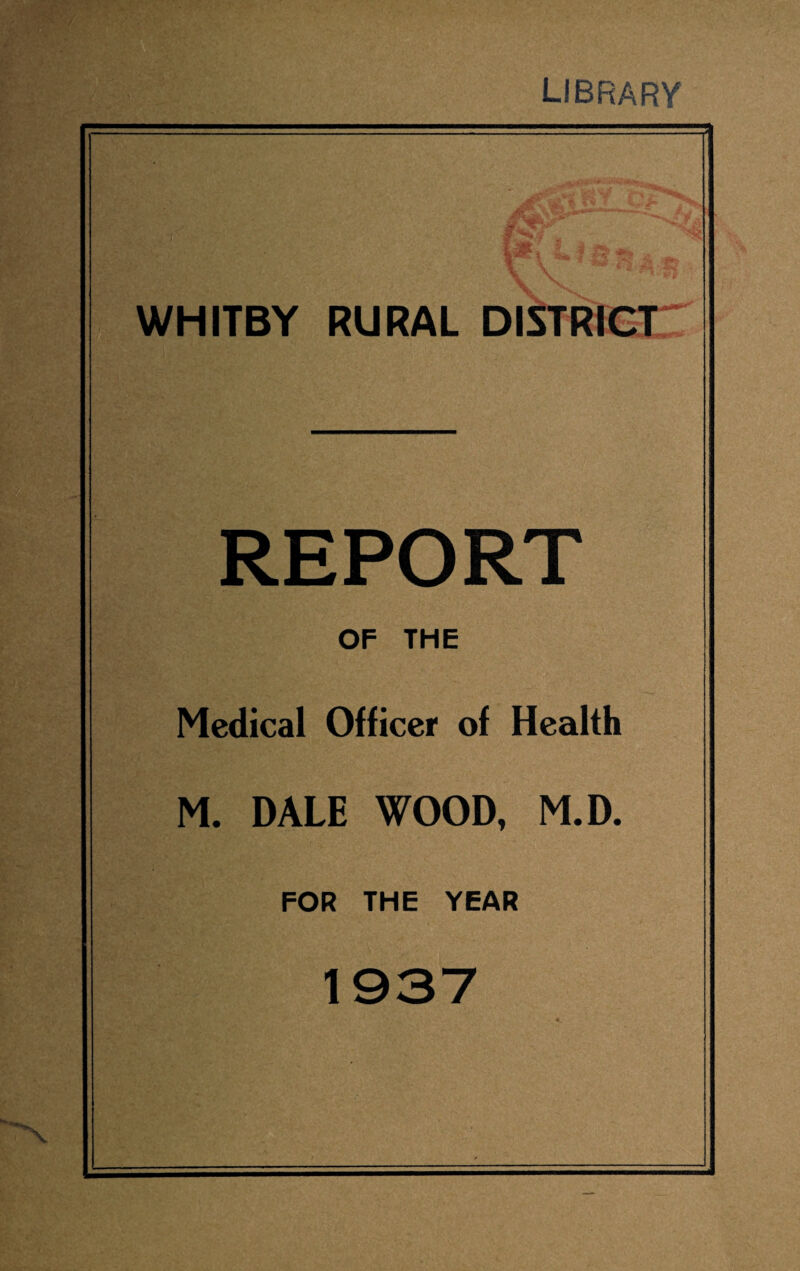 LIBRARY
WHITBY RURAL DISTRICT
REPORT
OF THE
Medical Officer of Health
M. DALE WOOD, M.D.
FOR THE YEAR
1937